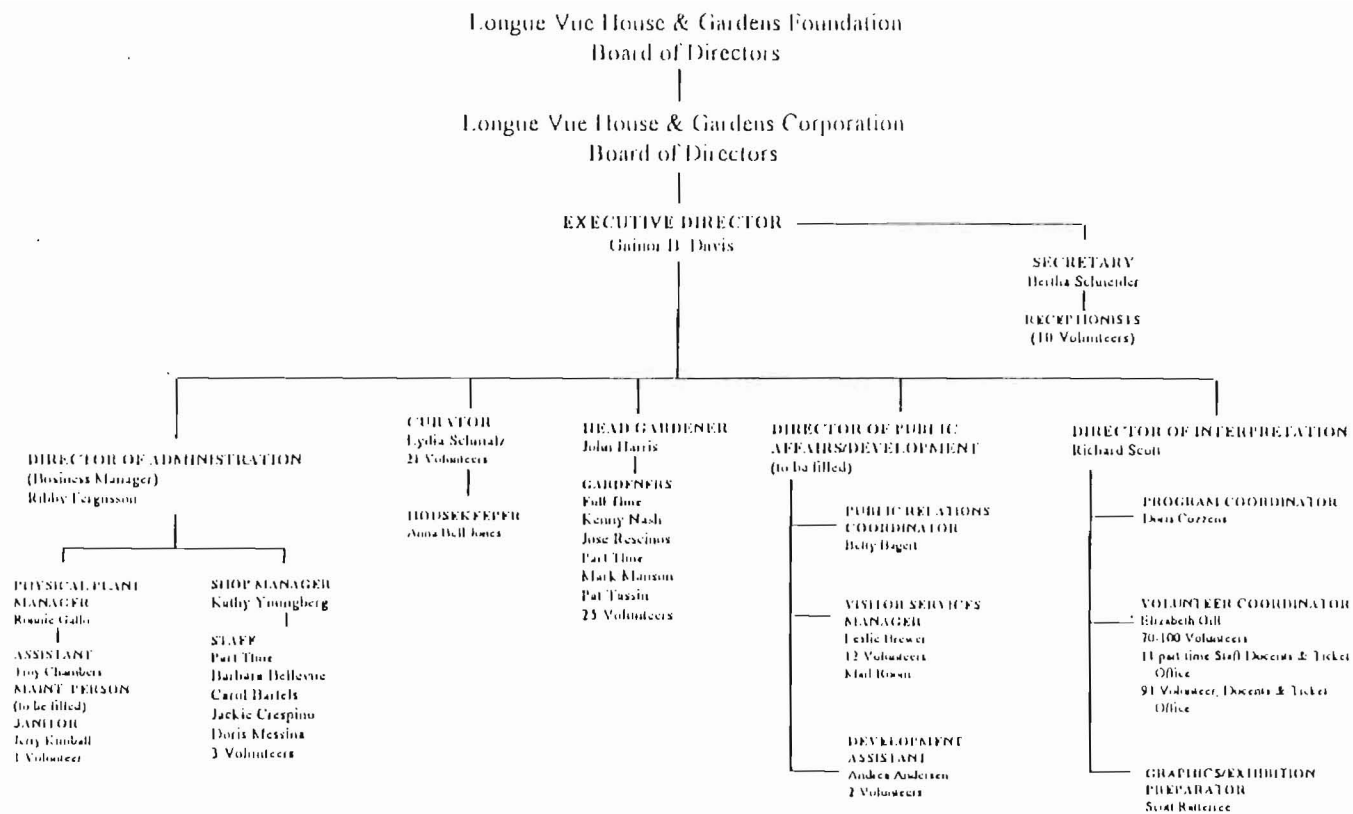 Longue Vue House & Gardens Foundation
Board of Directors
Longue Vue House & Gardens Corporation
Board of Directors
EXECUTIVE DIRECTOR
Gainor B. Davis
SECRETARY
Bertha Schneider
RECEPTIONISTS
(10 Volunteers)
DIRECTOR OF ADMINISTRATION
(Business Manager)
Ribby Fergusson
PHYSICAL PLANT
MANAGER
Ronnie Gallo
ASSISTANT
Troy Chambers
MAINT PERSON
(to be filled)
JANITOR
Jerry Kimball
1 Volunteer
SHOP MANAGER
Kathy Youngberg
STAFF
Part Time
Barbara Bellevue
Carol Bartels
Jackie Crespino
Doris Messina
3 Volunteers
CURATOR
Lydia Schmalz
21 Volunteers
HOUSEKEEPER
Anna Bell Jones
HEAD GARDENER
John Harris
GARDENERS
Full Time
Kenny Nash
Jose Rescinos
Part Time
Mark Manson
Pat Tassin
25 Volunteers
DIRECTOR OF PUBLIC
AFFAIRS/DEVELOPMENT
(to be filled)
PUBLIC RELATIONS
COORDINATOR
Betty Bagert
VISITOR SERVICES
MANAGER
Leslie Brewer
12 Volunteers
Mail Room
DEVELOPMENT
ASSISTANT
Andrea Andersen
2 Volunteers
DIRECTOR OF INTERPRETATION
Richard Scott
PROGRAM COORDINATOR
Doris Cozzens
VOLUNTEER COORDINATOR
Elizabeth Gill
70-100 Volunteers
11 part time Staff Docents & Ticket
Office
91 Volunteer, Docents & Ticket
Office
GRAPHICS/EXHIBITION
PREPARATOR
Scott